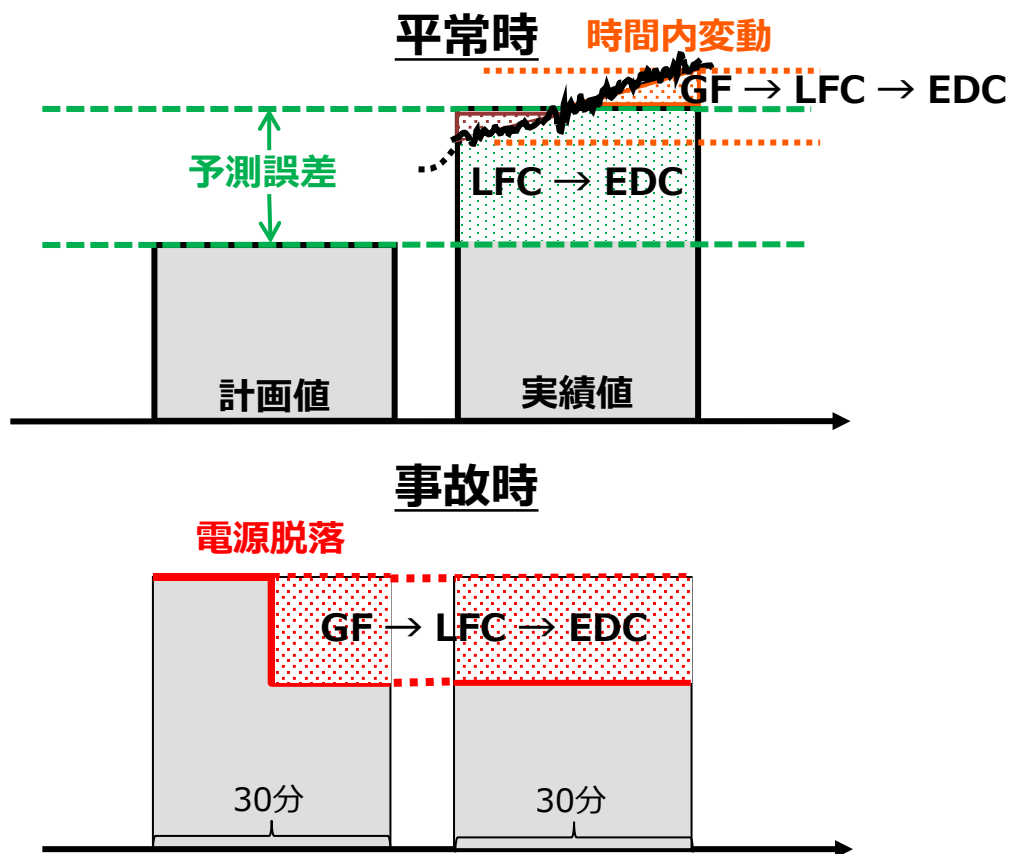 平常時
時間内変動
GF → LFC → EDC
予測誤差
LFC → EDC
計画値
実績値
事故時
電源脱落
GF → LFC → EDC
30分
30分